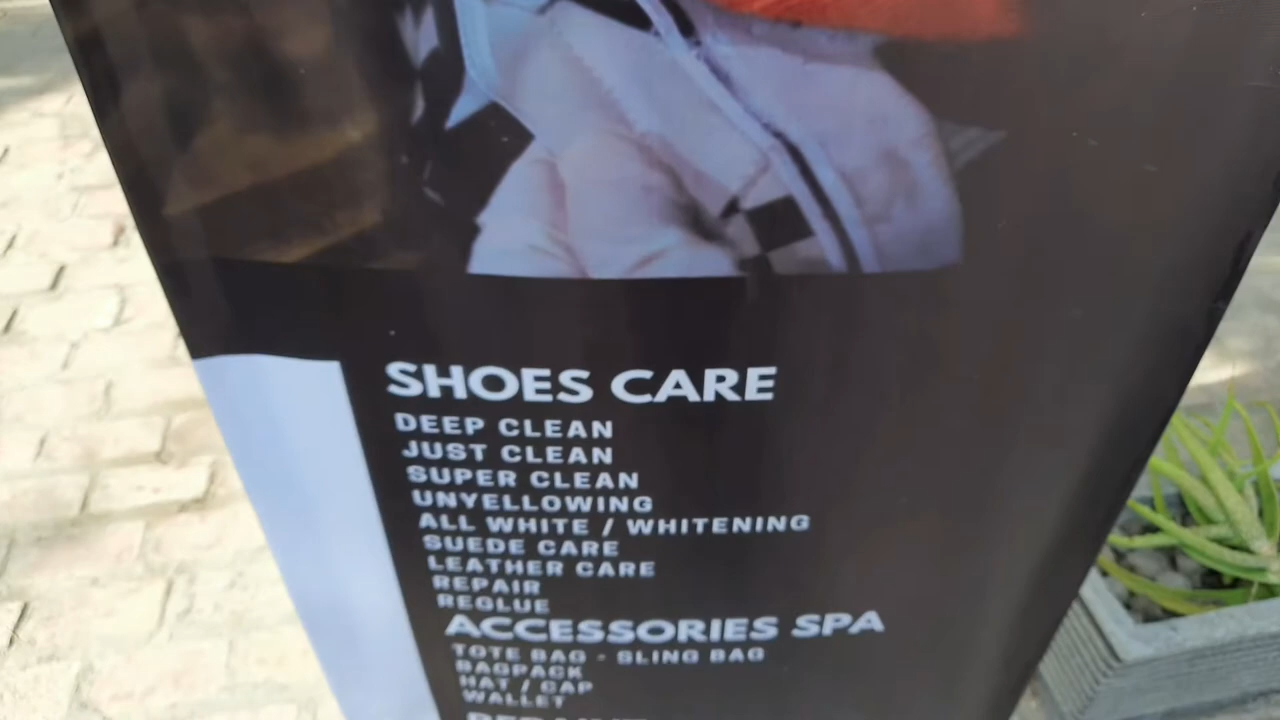 SHOES CARE
DEEP CLEAN
JUST CLEAN
SUPER CLEAN
UNYELLOWING
ALL WHITE / WHITENING
SUEDE CARE
LEATHER CARE
REPAIR
REGLUE
ACCESSORIES SPA
TOTE BAG - SLING BAG
BAGPACK
HAT / CAP
WALLET